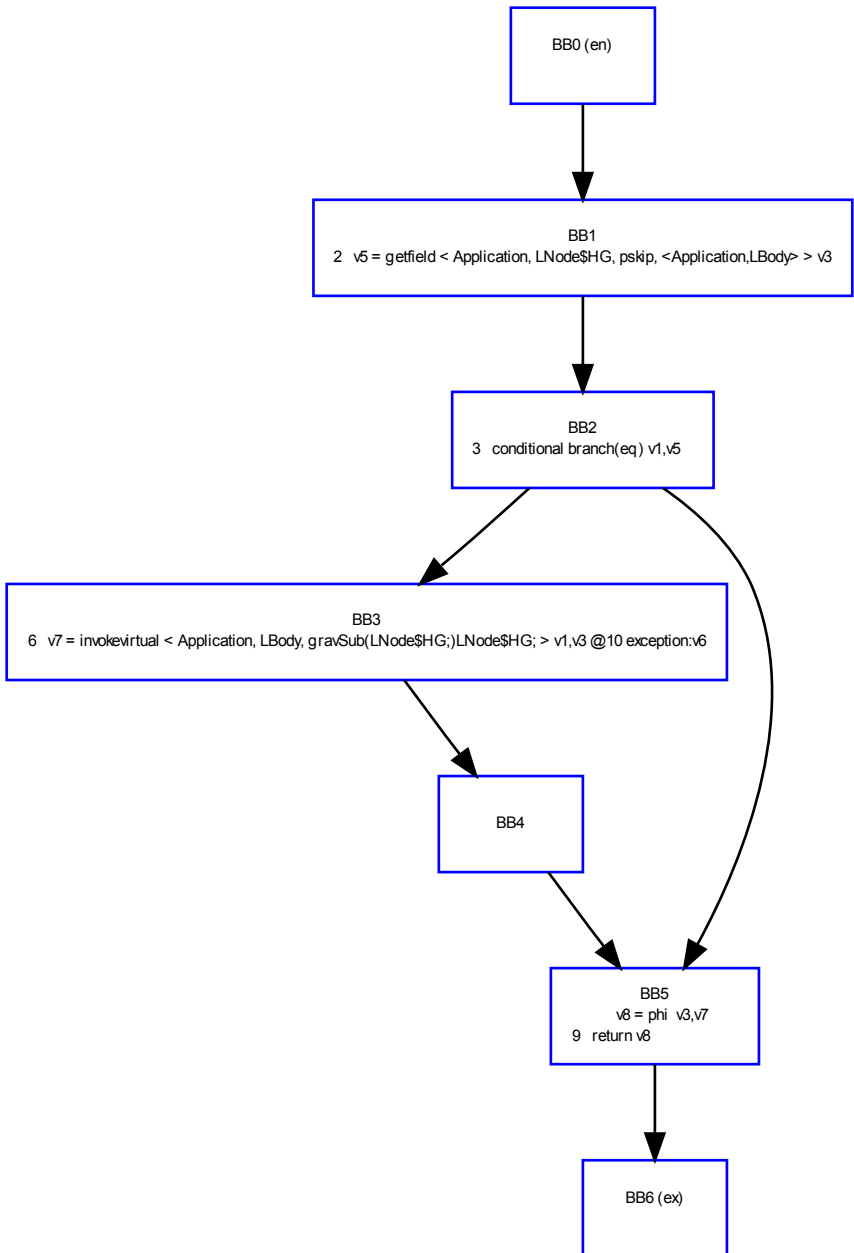 BB0 (en)
BB1
2 v5 = getfield < Application, LNode$HG, pskip, <Application,LBody> > v3
BB2
3 conditional branch(eq) v1,v5
BB3
6 v7 = invokevirtual < Application, LBody, gravSub(LNode$HG;)LNode$HG; > v1,v3 @10 exception:v6
BB4
BB5
v8 = phi v3,v7
9 return v8
BB6 (ex)